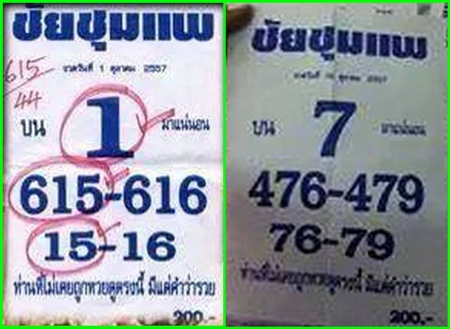 ชัยชุมแพ
งวดวันที่ 1 ตุลาคม 2557
615
44
บน 1 มาแน่นอน
615-616
15-16
ท่านที่ไม่เคยถูกหวยดูตรงนี้ มีแต่คำว่ารวย
200.-
ชัยชุมแพ
งวดวันที่ 16 ตุลาคม 2557
บน 7 มาแน่นอน
476-479
76-79
ท่านที่ไม่เคยถูกหวยดูตรงนี้ มีแต่คำว่ารวย
200.-